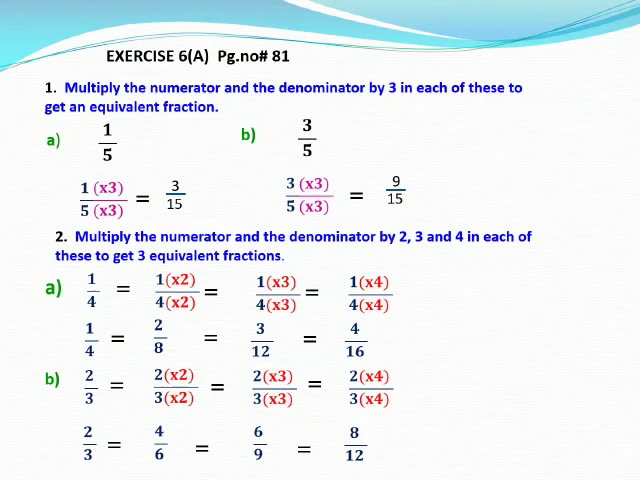 EXERCISE 6(A) Pg.no# 81
1. Multiply the numerator and the denominator by 3 in each of these to
get an equivalent fraction.
a) 1/5 b) 3/5
1 (x3)/5 (x3) = 3/15 3 (x3)/5 (x3) = 9/15
2. Multiply the numerator and the denominator by 2, 3 and 4 in each of
these to get 3 equivalent fractions.
a) 1/4 = 1(x2)/4(x2) = 1(x3)/4(x3) = 1(x4)/4(x4)
1/4 = 2/8 = 3/12 = 4/16
b) 2/3 = 2(x2)/3(x2) = 2(x3)/3(x3) = 2(x4)/3(x4)
2/3 = 4/6 = 6/9 = 8/12